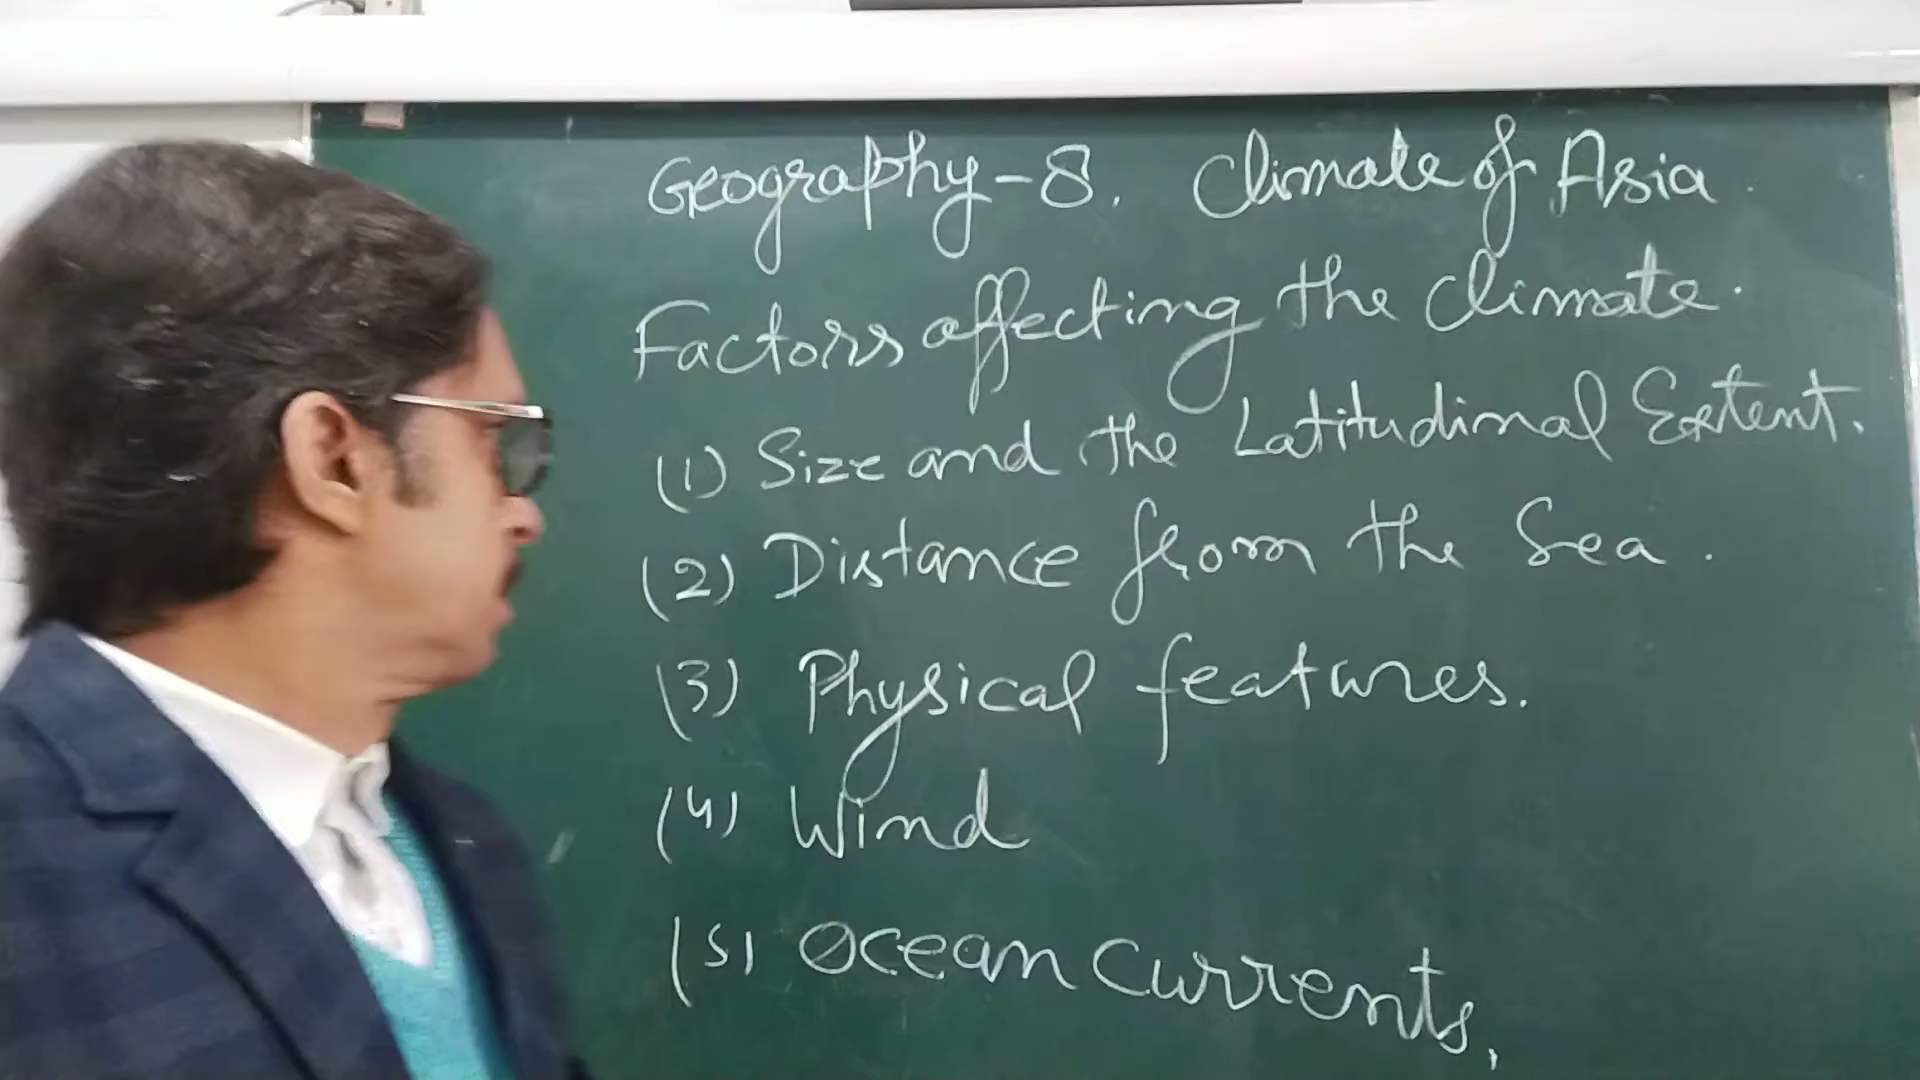 Geography-8. Climate of Asia.
Factors affecting the climate.
(1) Size and the Latitudinal Extent.
(2) Distance from the Sea.
(3) Physical features.
(4) Wind
(5) Ocean Currents,